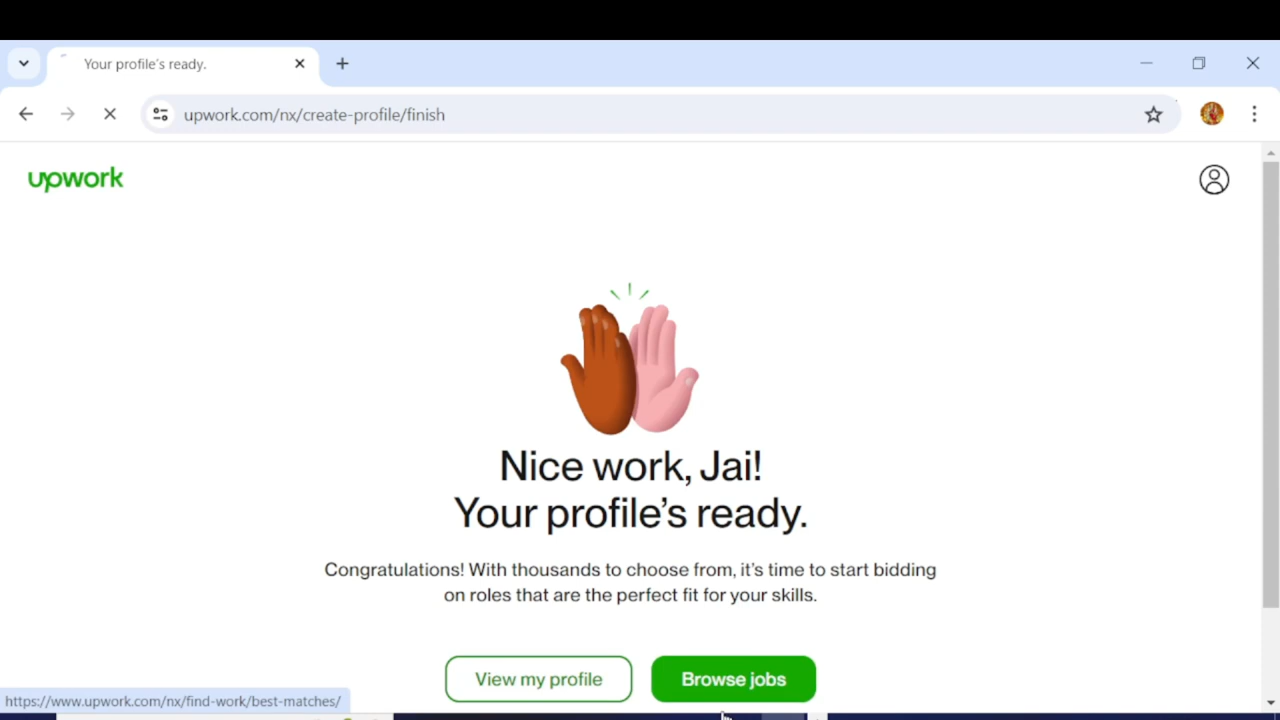 Your profile's ready.
upwork.com/nx/create-profile/finish
upwork
Nice work, Jai!
Your profile’s ready.
Congratulations! With thousands to choose from, it’s time to start bidding
on roles that are the perfect fit for your skills.
View my profile
Browse jobs
https://www.upwork.com/nx/find-work/best-matches/